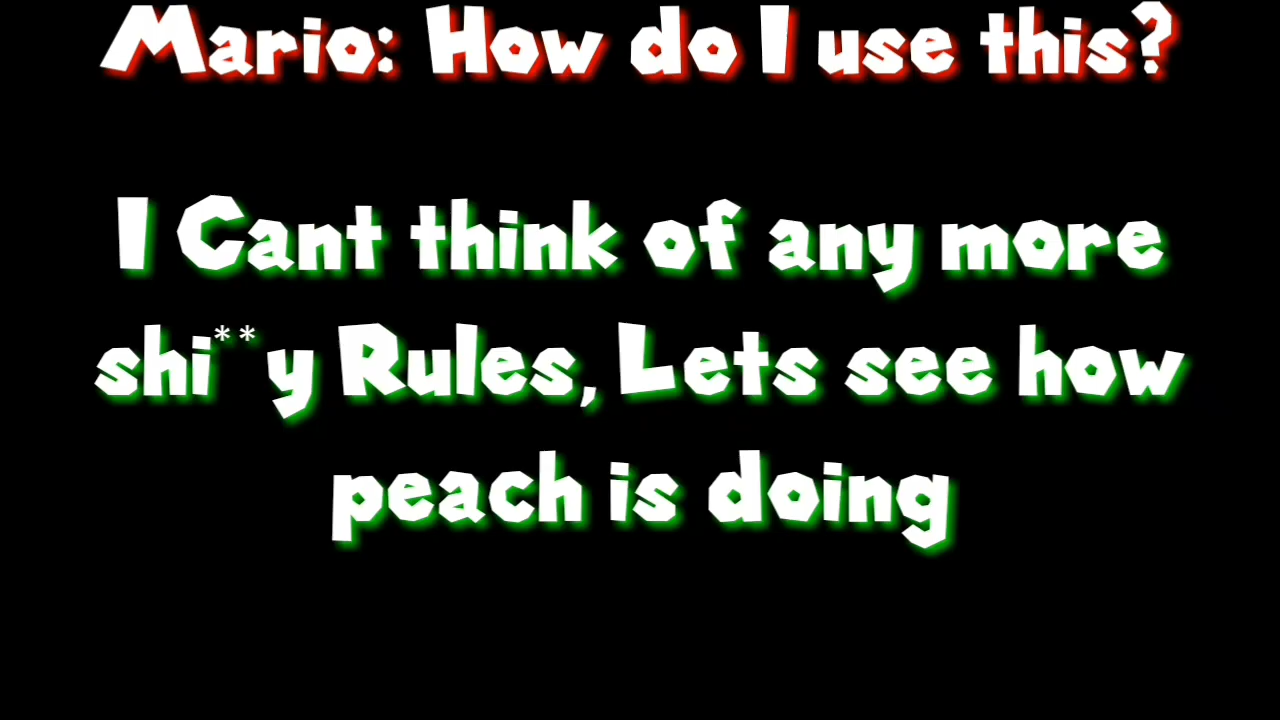 Mario: How do I use this?
I Cant think of any more
shi**y Rules, Lets see how
peach is doing